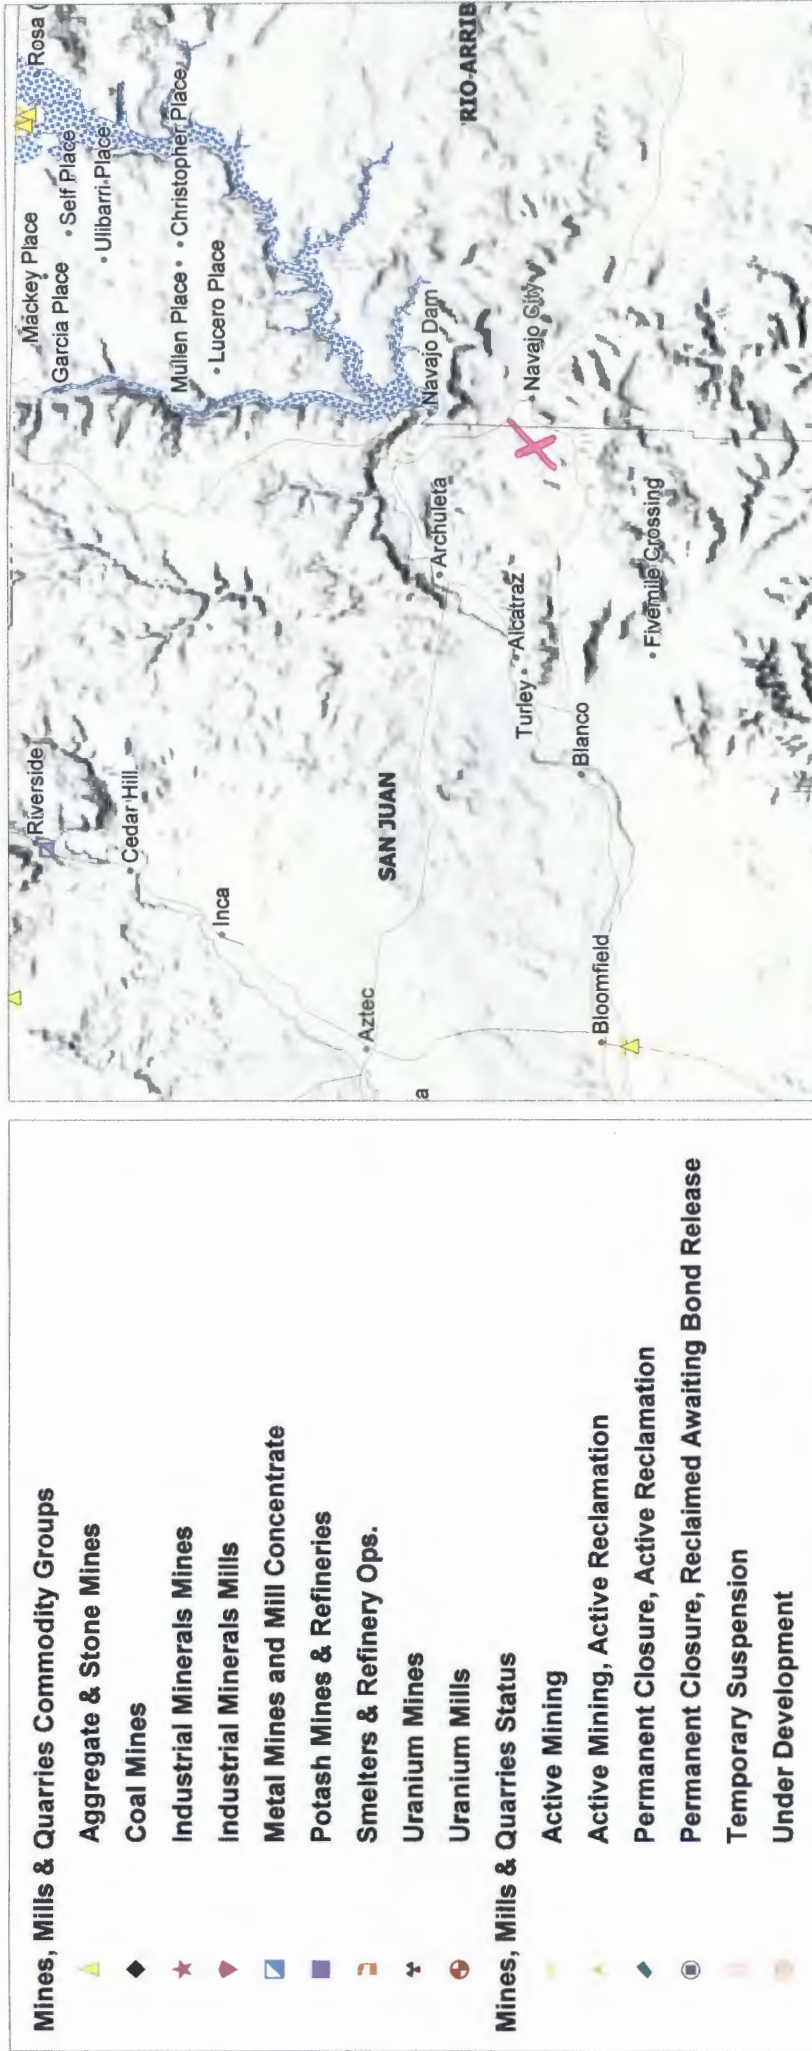 Mines, Mills & Quarries Commodity Groups
Aggregate & Stone Mines
Coal Mines
Industrial Minerals Mines
Industrial Minerals Mills
Metal Mines and Mill Concentrate
Potash Mines & Refineries
Smelters & Refinery Ops.
Uranium Mines
Uranium Mills
Mines, Mills & Quarries Status
Active Mining
Active Mining, Active Reclamation
Permanent Closure, Active Reclamation
Permanent Closure, Reclaimed Awaiting Bond Release
Temporary Suspension
Under Development
Riverside
Mackey Place
Rosa (
Garcia Place
Self Place
Cedar Hill
Ulibarri Place
Mullen Place
Christopher Place
Inca
Lucero Place
Aztec
SAN JUAN
a
Navajo Dam
Archuleta
RIO ARRIB
Turley
Alcatraz
Navajo City
Blanco
Bloomfield
Fivemile Crossing